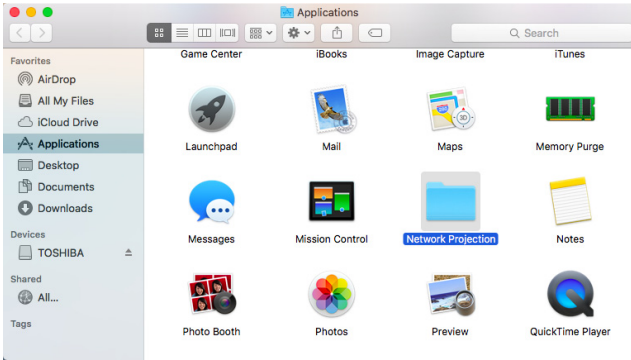 Applications
Search
Favorites
AirDrop
All My Files
iCloud Drive
Applications
Desktop
Documents
Downloads
Devices
TOSHIBA
Shared
All...
Tags
Game Center iBooks Image Capture iTunes
Launchpad Mail Maps Memory Purge
Messages Mission Control Network Projection Notes
Photo Booth Photos Preview QuickTime Player
3D